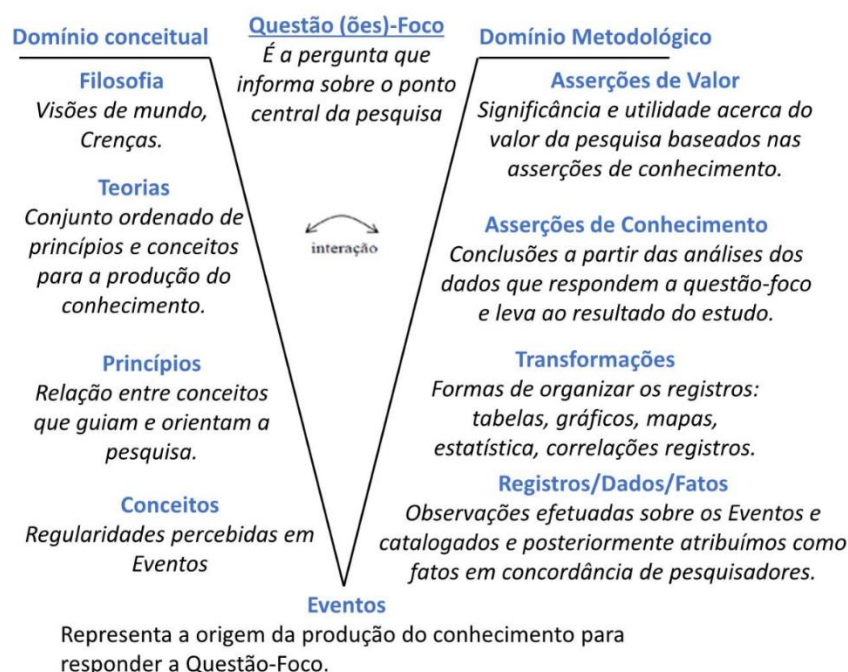 Domínio conceitual
Filosofia
Visões de mundo,
Crenças.
Teorias
Conjunto ordenado de
princípios e conceitos
para a produção do
conhecimento.
Princípios
Relação entre conceitos
que guiam e orientam a
pesquisa.
Conceitos
Regularidades percebidas em
Eventos
Questão (ões)-Foco
É a pergunta que
informa sobre o ponto
central da pesquisa
interação
Domínio Metodológico
Asserções de Valor
Significância e utilidade acerca do
valor da pesquisa baseados nas
asserções de conhecimento.
Asserções de Conhecimento
Conclusões a partir das análises dos
dados que respondem a questão-foco
e leva ao resultado do estudo.
Transformações
Formas de organizar os registros:
tabelas, gráficos, mapas,
estatística, correlações registros.
Registros/Dados/Fatos
Observações efetuadas sobre os Eventos e
catalogados e posteriormente atribuímos como
fatos em concordância de pesquisadores.
Eventos
Representa a origem da produção do conhecimento para
responder a Questão-Foco.